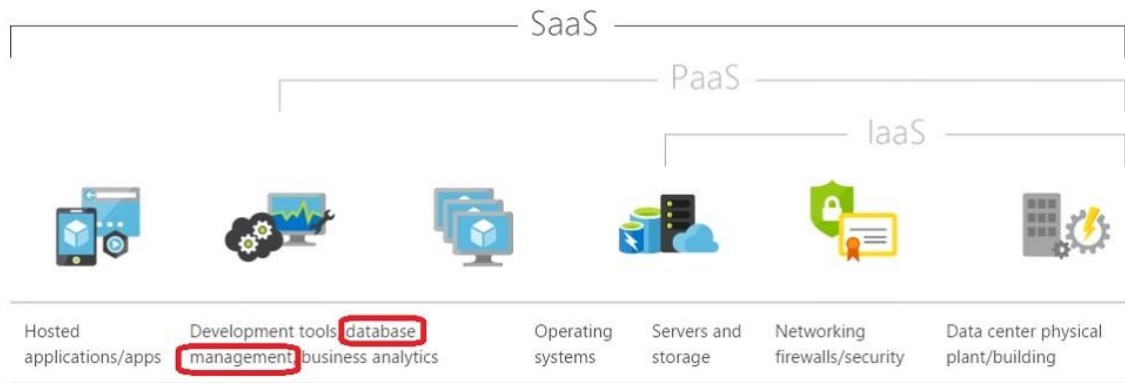 SaaS
PaaS
IaaS
Hosted
applications/apps
Development tools, database
management, business analytics
Operating
systems
Servers and
storage
Networking
firewalls/security
Data center physical
plant/building